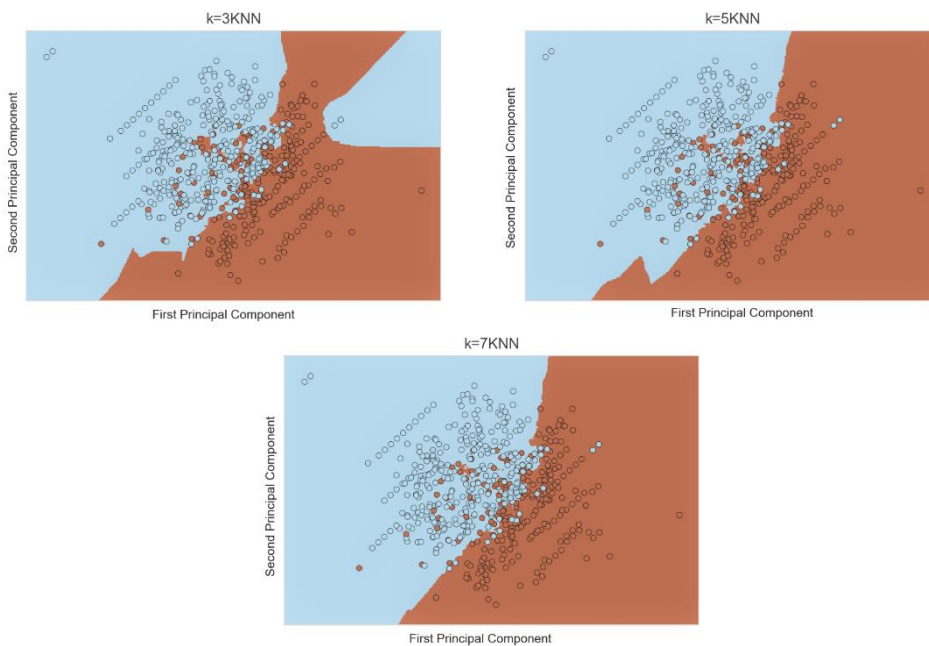 k=3KNN
Second Principal Component
First Principal Component
k=5KNN
Second Principal Component
First Principal Component
k=7KNN
Second Principal Component
First Principal Component